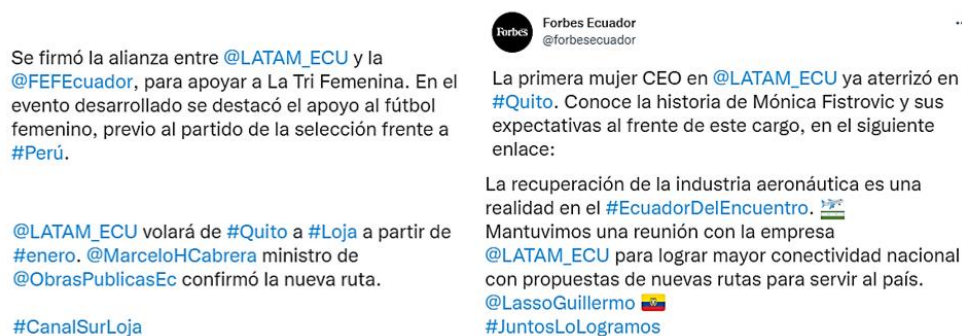 Se firmó la alianza entre @LATAM_ECU y la
@FEFEcuador, para apoyar a La Tri Femenina. En el
evento desarrollado se destacó el apoyo al fútbol
femenino, previo al partido de la selección frente a
#Perú.
@LATAM_ECU volará de #Quito a #Loja a partir de
#enero. @MarceloHCabrera ministro de
@ObrasPublicasEc confirmó la nueva ruta.
#CanalSurLoja
Forbes
Forbes Ecuador
@forbesecuador
La primera mujer CEO en @LATAM_ECU ya aterrizó en
#Quito. Conoce la historia de Mónica Fistrovic y sus
expectativas al frente de este cargo, en el siguiente
enlace:
La recuperación de la industria aeronáutica es una
realidad en el #EcuadorDelEncuentro.
Mantuvimos una reunión con la empresa
@LATAM_ECU para lograr mayor conectividad nacional
con propuestas de nuevas rutas para servir al país.
@LassoGuillermo
#JuntosLoLogramos